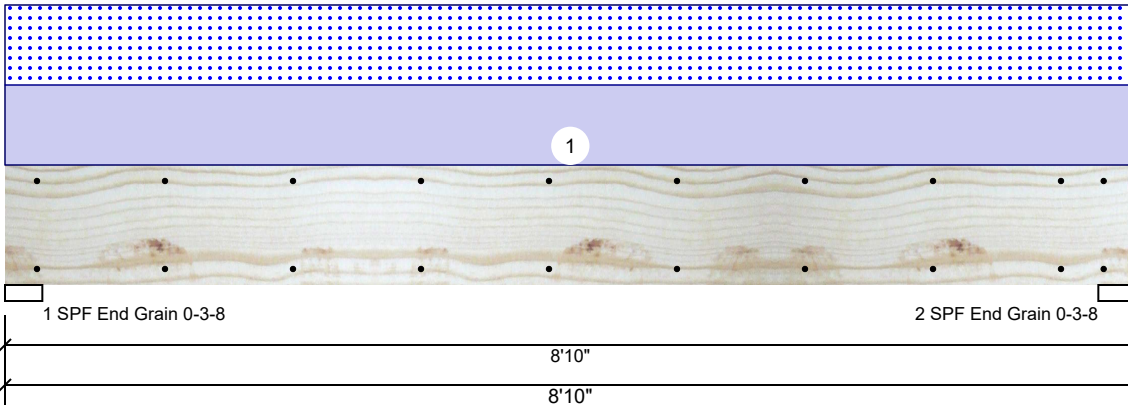 1
1 SPF End Grain 0-3-8
2 SPF End Grain 0-3-8
8'10"
8'10"